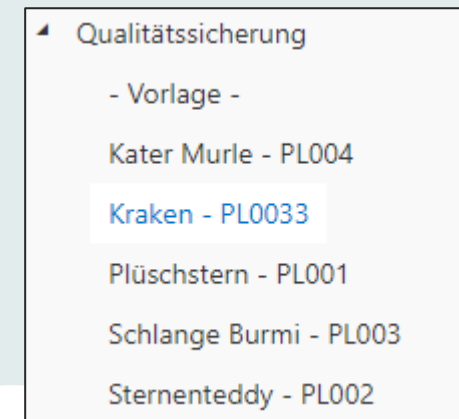 Qualitätssicherung
- Vorlage -
Kater Murle - PL004
Kraken - PL0033
Plüschstern - PL001
Schlange Burmi - PL003
Sternenteddy - PL002